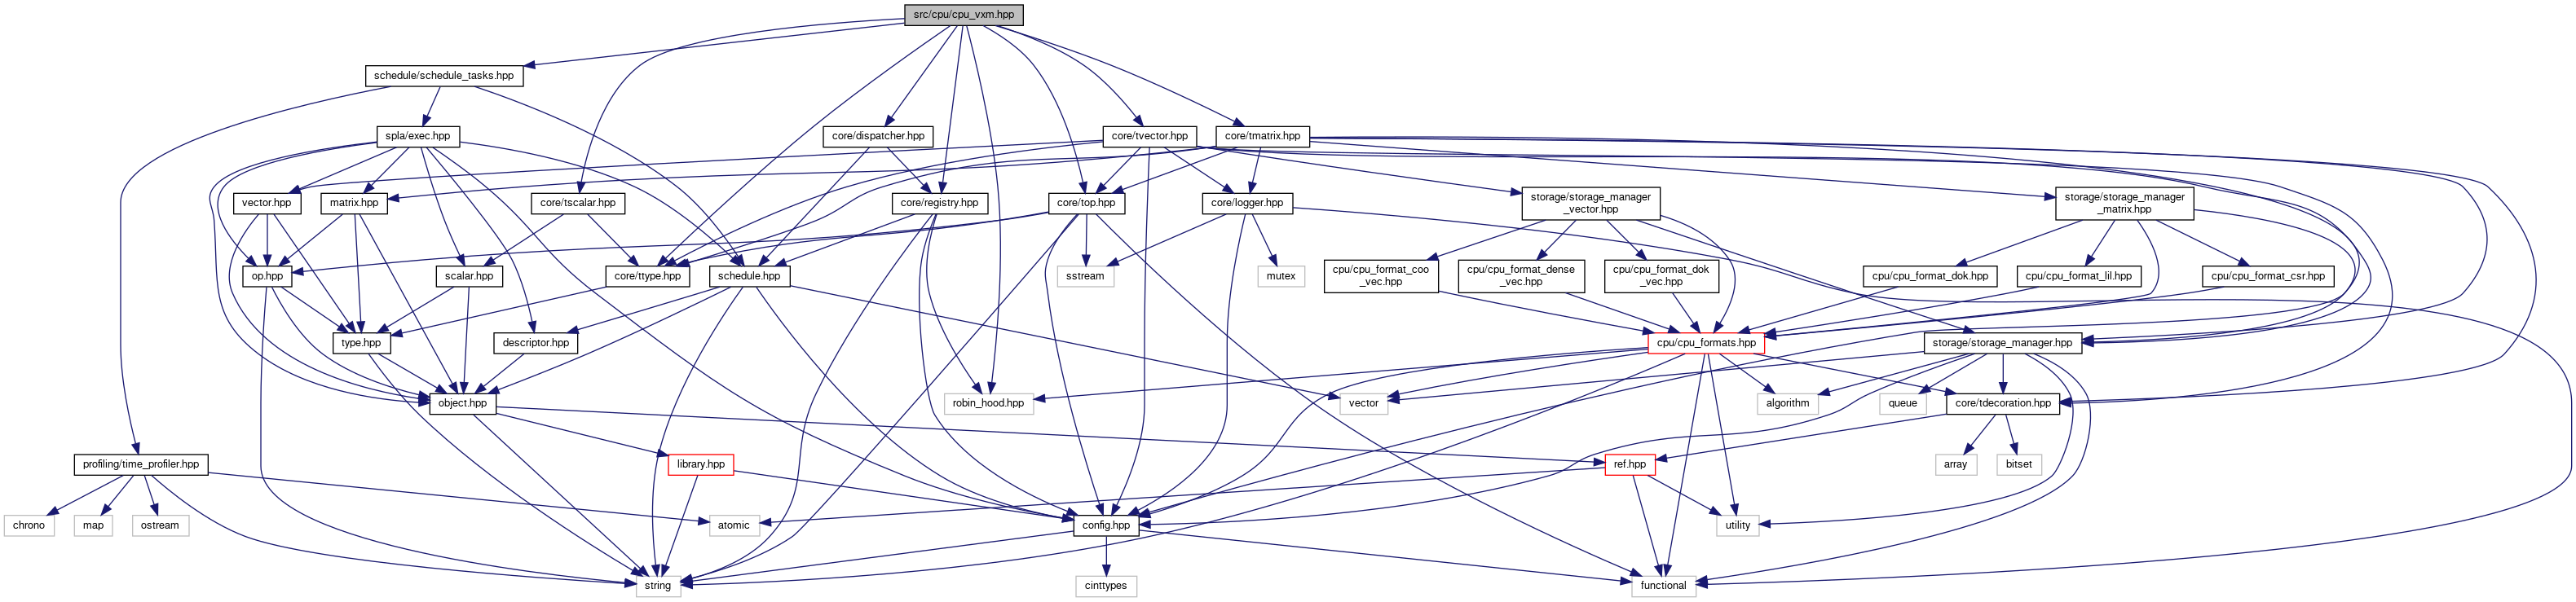 src/cpu/cpu_vxm.hpp
schedule/schedule_tasks.hpp
spla/exec.hpp
core/dispatcher.hpp
core/tvector.hpp
core/tmatrix.hpp
vector.hpp
matrix.hpp
core/tscalar.hpp
core/registry.hpp
core/top.hpp
core/logger.hpp
storage/storage_manager
_vector.hpp
storage/storage_manager
_matrix.hpp
op.hpp
scalar.hpp
core/ttype.hpp
schedule.hpp
sstream
mutex
cpu/cpu_format_coo
_vec.hpp
cpu/cpu_format_dense
_vec.hpp
cpu/cpu_format_dok
_vec.hpp
cpu/cpu_format_dok.hpp
cpu/cpu_format_lil.hpp
cpu/cpu_format_csr.hpp
type.hpp
descriptor.hpp
cpu/cpu_formats.hpp
storage/storage_manager.hpp
object.hpp
robin_hood.hpp
vector
algorithm
queue
core/tdecoration.hpp
profiling/time_profiler.hpp
library.hpp
ref.hpp
array
bitset
chrono
map
ostream
atomic
config.hpp
utility
string
cinttypes
functional